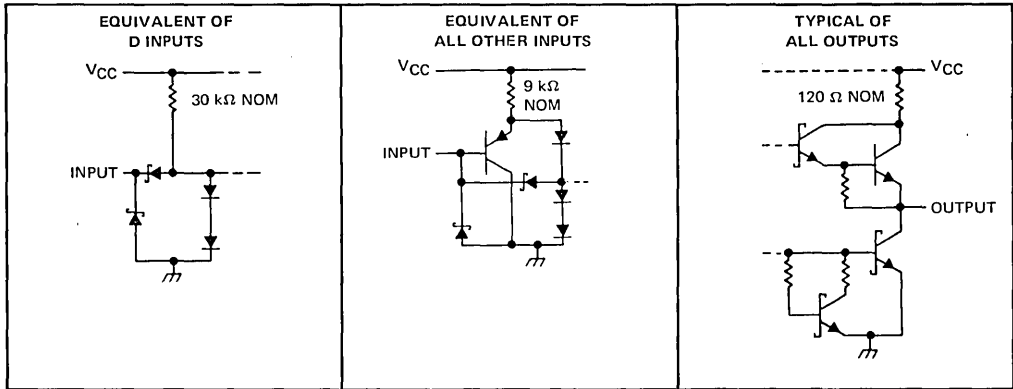 EQUIVALENT OF
D INPUTS
VCC
30 kΩ NOM
INPUT
EQUIVALENT OF
ALL OTHER INPUTS
VCC
9 kΩ
NOM
INPUT
TYPICAL OF
ALL OUTPUTS
VCC
120 Ω NOM
OUTPUT